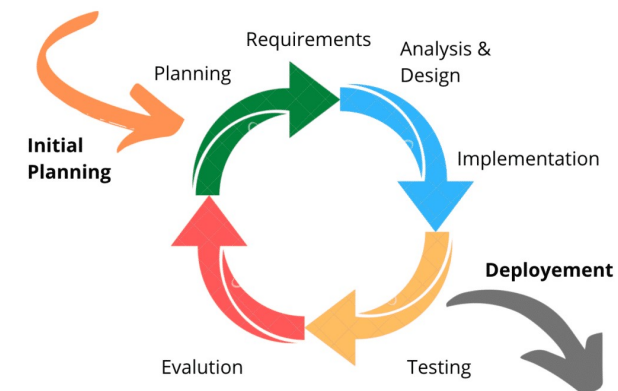 Requirements
Analysis &
Design
Planning
Initial
Planning
Implementation
Deployement
Evalution
Testing